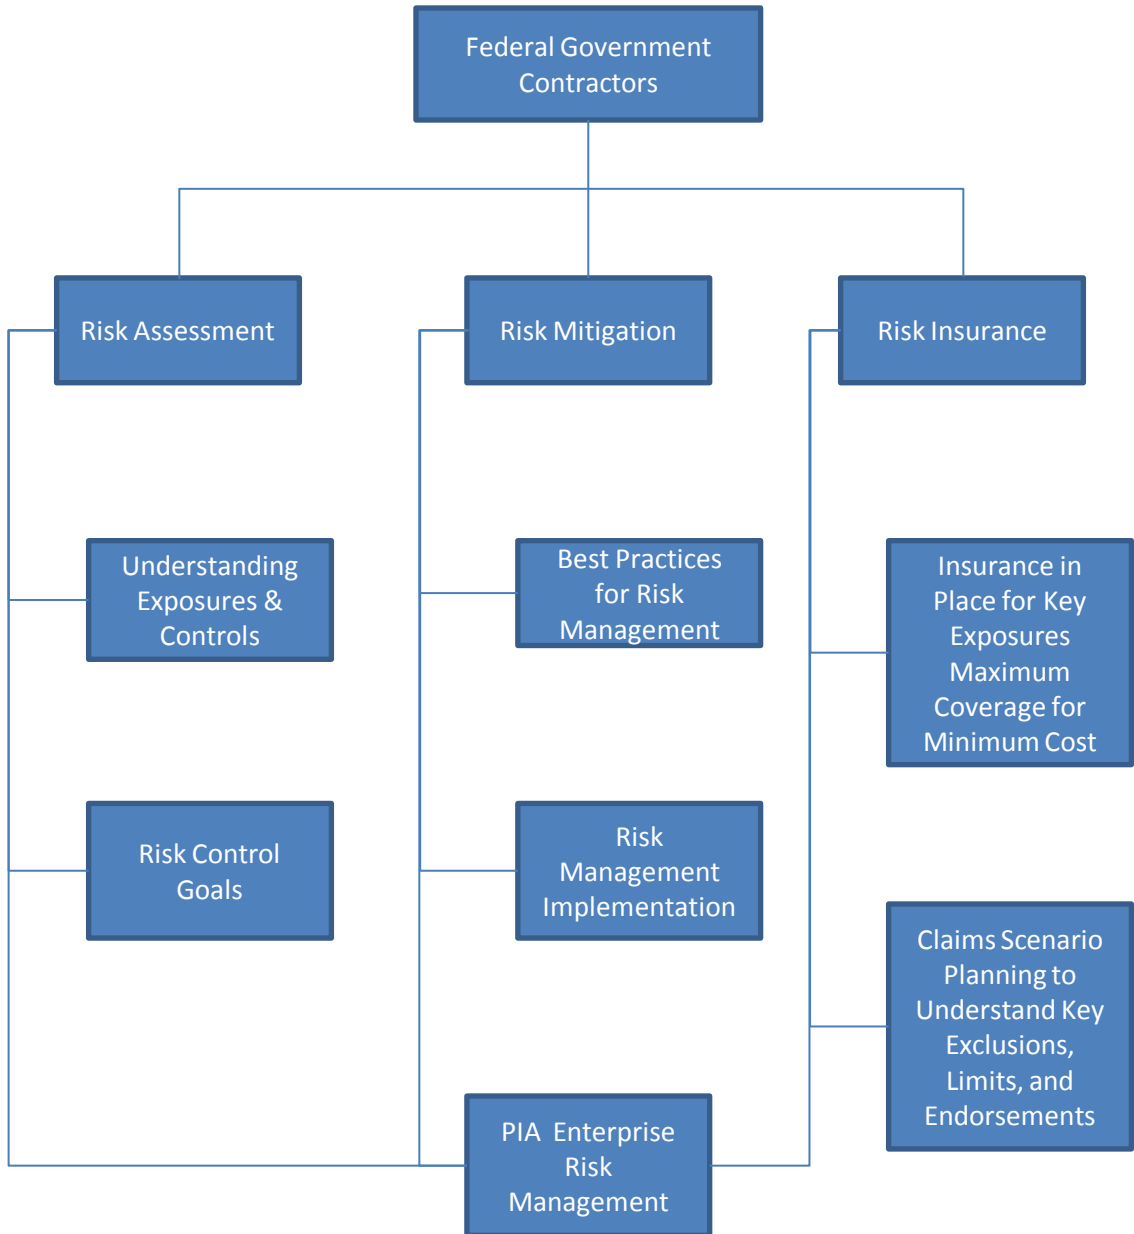 Federal Government
Contractors
Risk Assessment
Risk Mitigation
Risk Insurance
Understanding
Exposures &
Controls
Best Practices
for Risk
Management
Insurance in
Place for Key
Exposures
Maximum
Coverage for
Minimum Cost
Risk Control
Goals
Risk
Management
Implementation
Claims Scenario
Planning to
Understand Key
Exclusions,
Limits, and
Endorsements
PIA Enterprise
Risk
Management